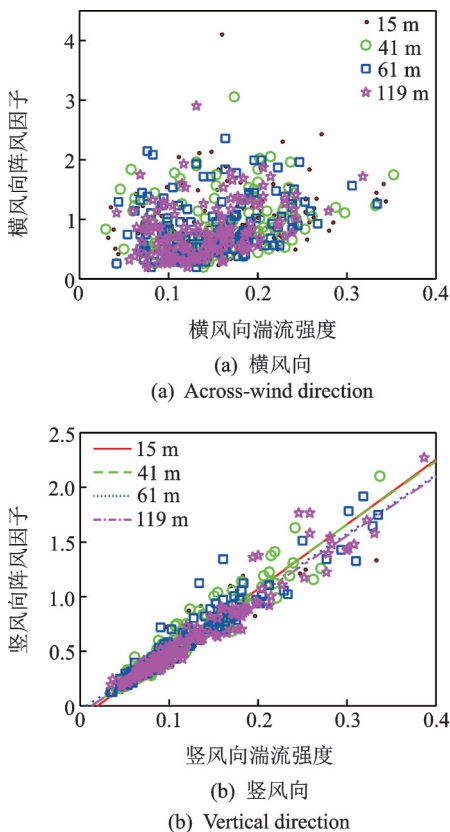 4
3
2
1
0
横风向阵风因子
15 m
41 m
61 m
119 m
0 0.1 0.2 0.3 0.4
横风向湍流强度
(a) 横风向
(a) Across-wind direction
2.5
2.0
1.5
1.0
0.5
0
竖风向阵风因子
15 m
41 m
61 m
119 m
0 0.1 0.2 0.3 0.4
竖风向湍流强度
(b) 竖风向
(b) Vertical direction